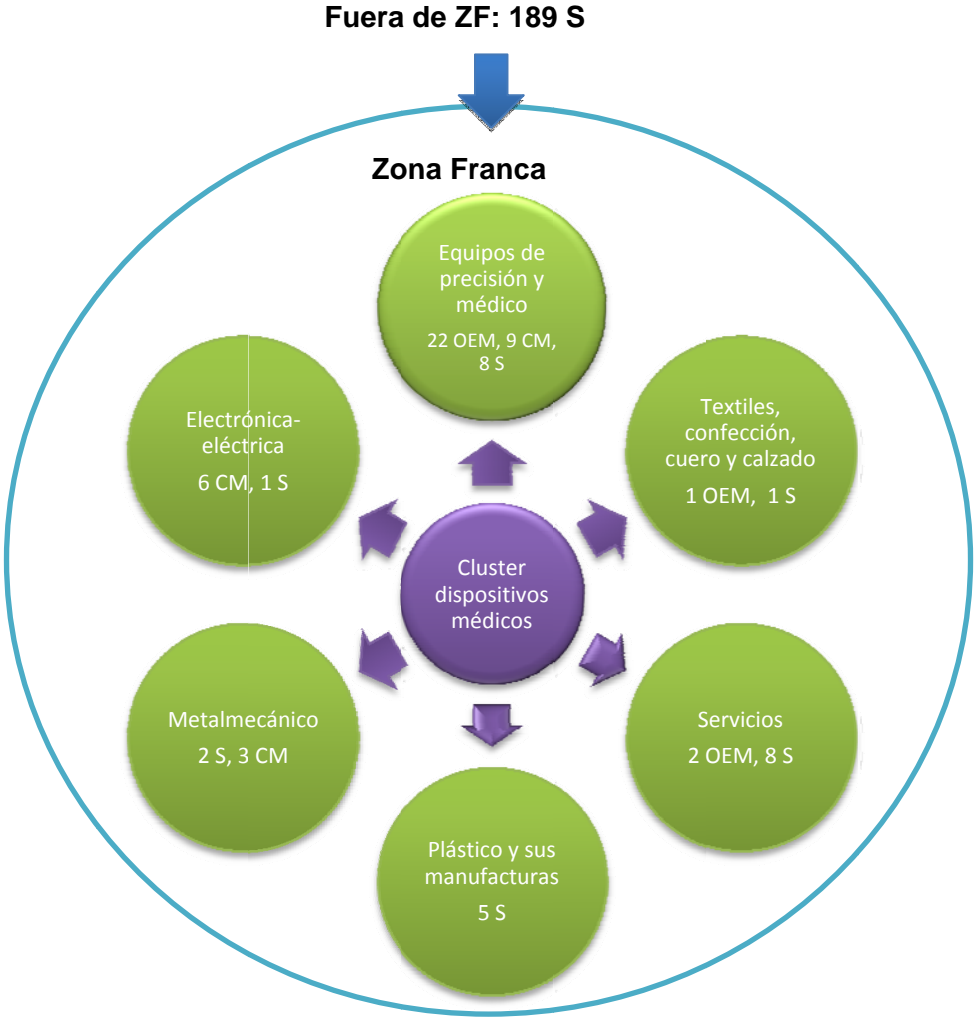 Fuera de ZF: 189 S
Zona Franca
Equipos de
precisión y
médico
22 OEM, 9 CM,
8 S
Electrónica-
eléctrica
6 CM, 1 S
Textiles,
confección,
cuero y calzado
1 OEM, 1 S
Cluster
dispositivos
médicos
Metalmecánico
2 S, 3 CM
Servicios
2 OEM, 8 S
Plástico y sus
manufacturas
5 S